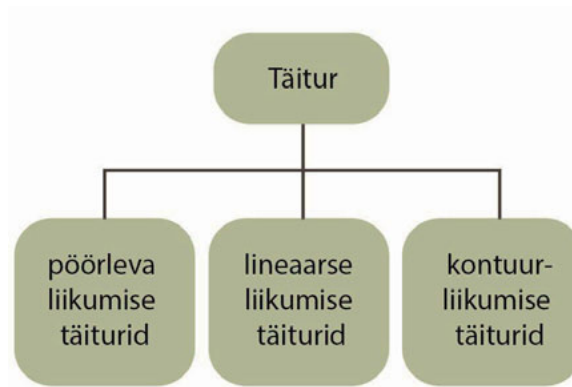 Täitur
pöörleva
liikumise
täiturid
lineaarse
liikumise
täiturid
kontuur-
liikumise
täiturid